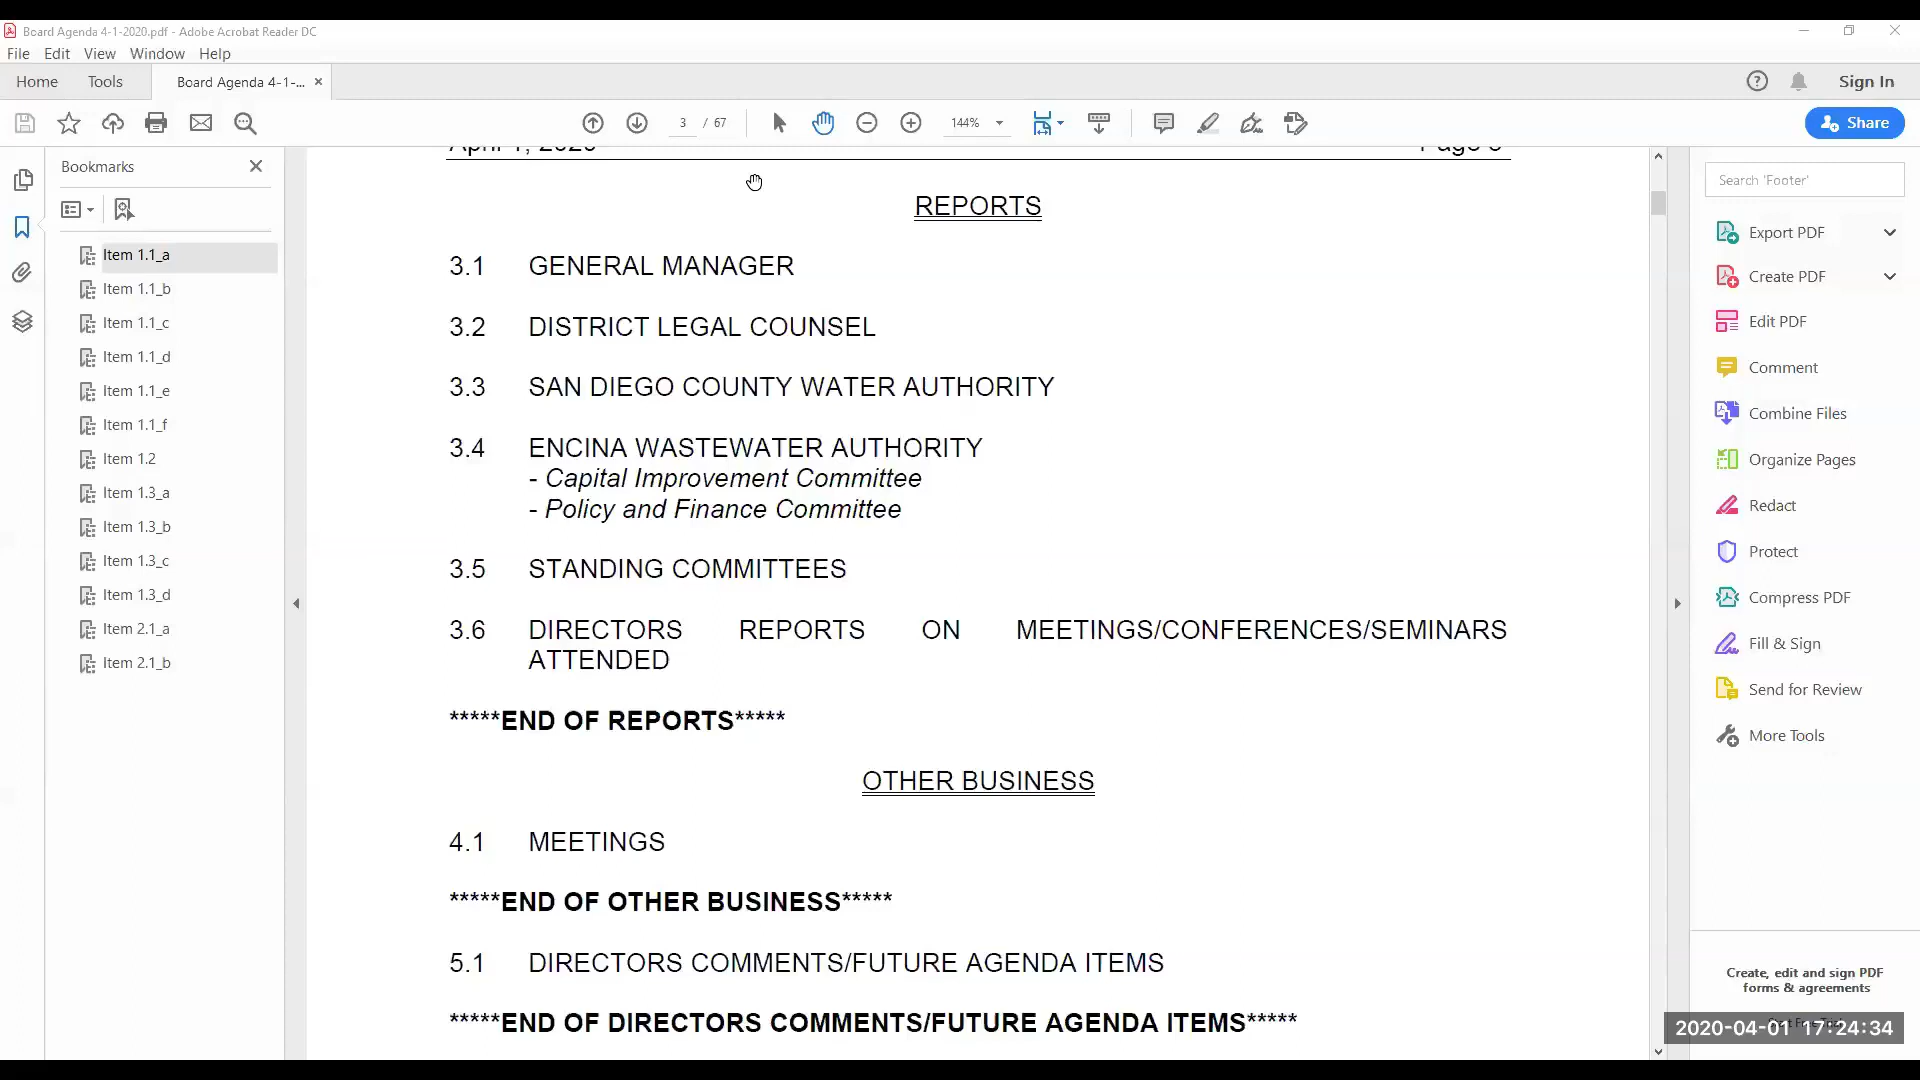 Board Agenda 4-1-2020.pdf - Adobe Acrobat Reader DC
File Edit View Window Help
Home Tools Board Agenda 4-1-... × Sign In
3 / 67 144% Share
Bookmarks
Item 1.1_a
Item 1.1_b
Item 1.1_c
Item 1.1_d
Item 1.1_e
Item 1.1_f
Item 1.2
Item 1.3_a
Item 1.3_b
Item 1.3_c
Item 1.3_d
Item 2.1_a
Item 2.1_b
April 1, 2020 Page 3
REPORTS
3.1 GENERAL MANAGER
3.2 DISTRICT LEGAL COUNSEL
3.3 SAN DIEGO COUNTY WATER AUTHORITY
3.4 ENCINA WASTEWATER AUTHORITY
- Capital Improvement Committee
- Policy and Finance Committee
3.5 STANDING COMMITTEES
3.6 DIRECTORS REPORTS ON MEETINGS/CONFERENCES/SEMINARS
ATTENDED
*****END OF REPORTS*****
OTHER BUSINESS
4.1 MEETINGS
*****END OF OTHER BUSINESS*****
5.1 DIRECTORS COMMENTS/FUTURE AGENDA ITEMS
*****END OF DIRECTORS COMMENTS/FUTURE AGENDA ITEMS*****
Search 'Footer'
Export PDF
Create PDF
Edit PDF
Comment
Combine Files
Organize Pages
Redact
Protect
Compress PDF
Fill & Sign
Send for Review
More Tools
Create, edit and sign PDF
forms & agreements
2020-04-01 17:24:34